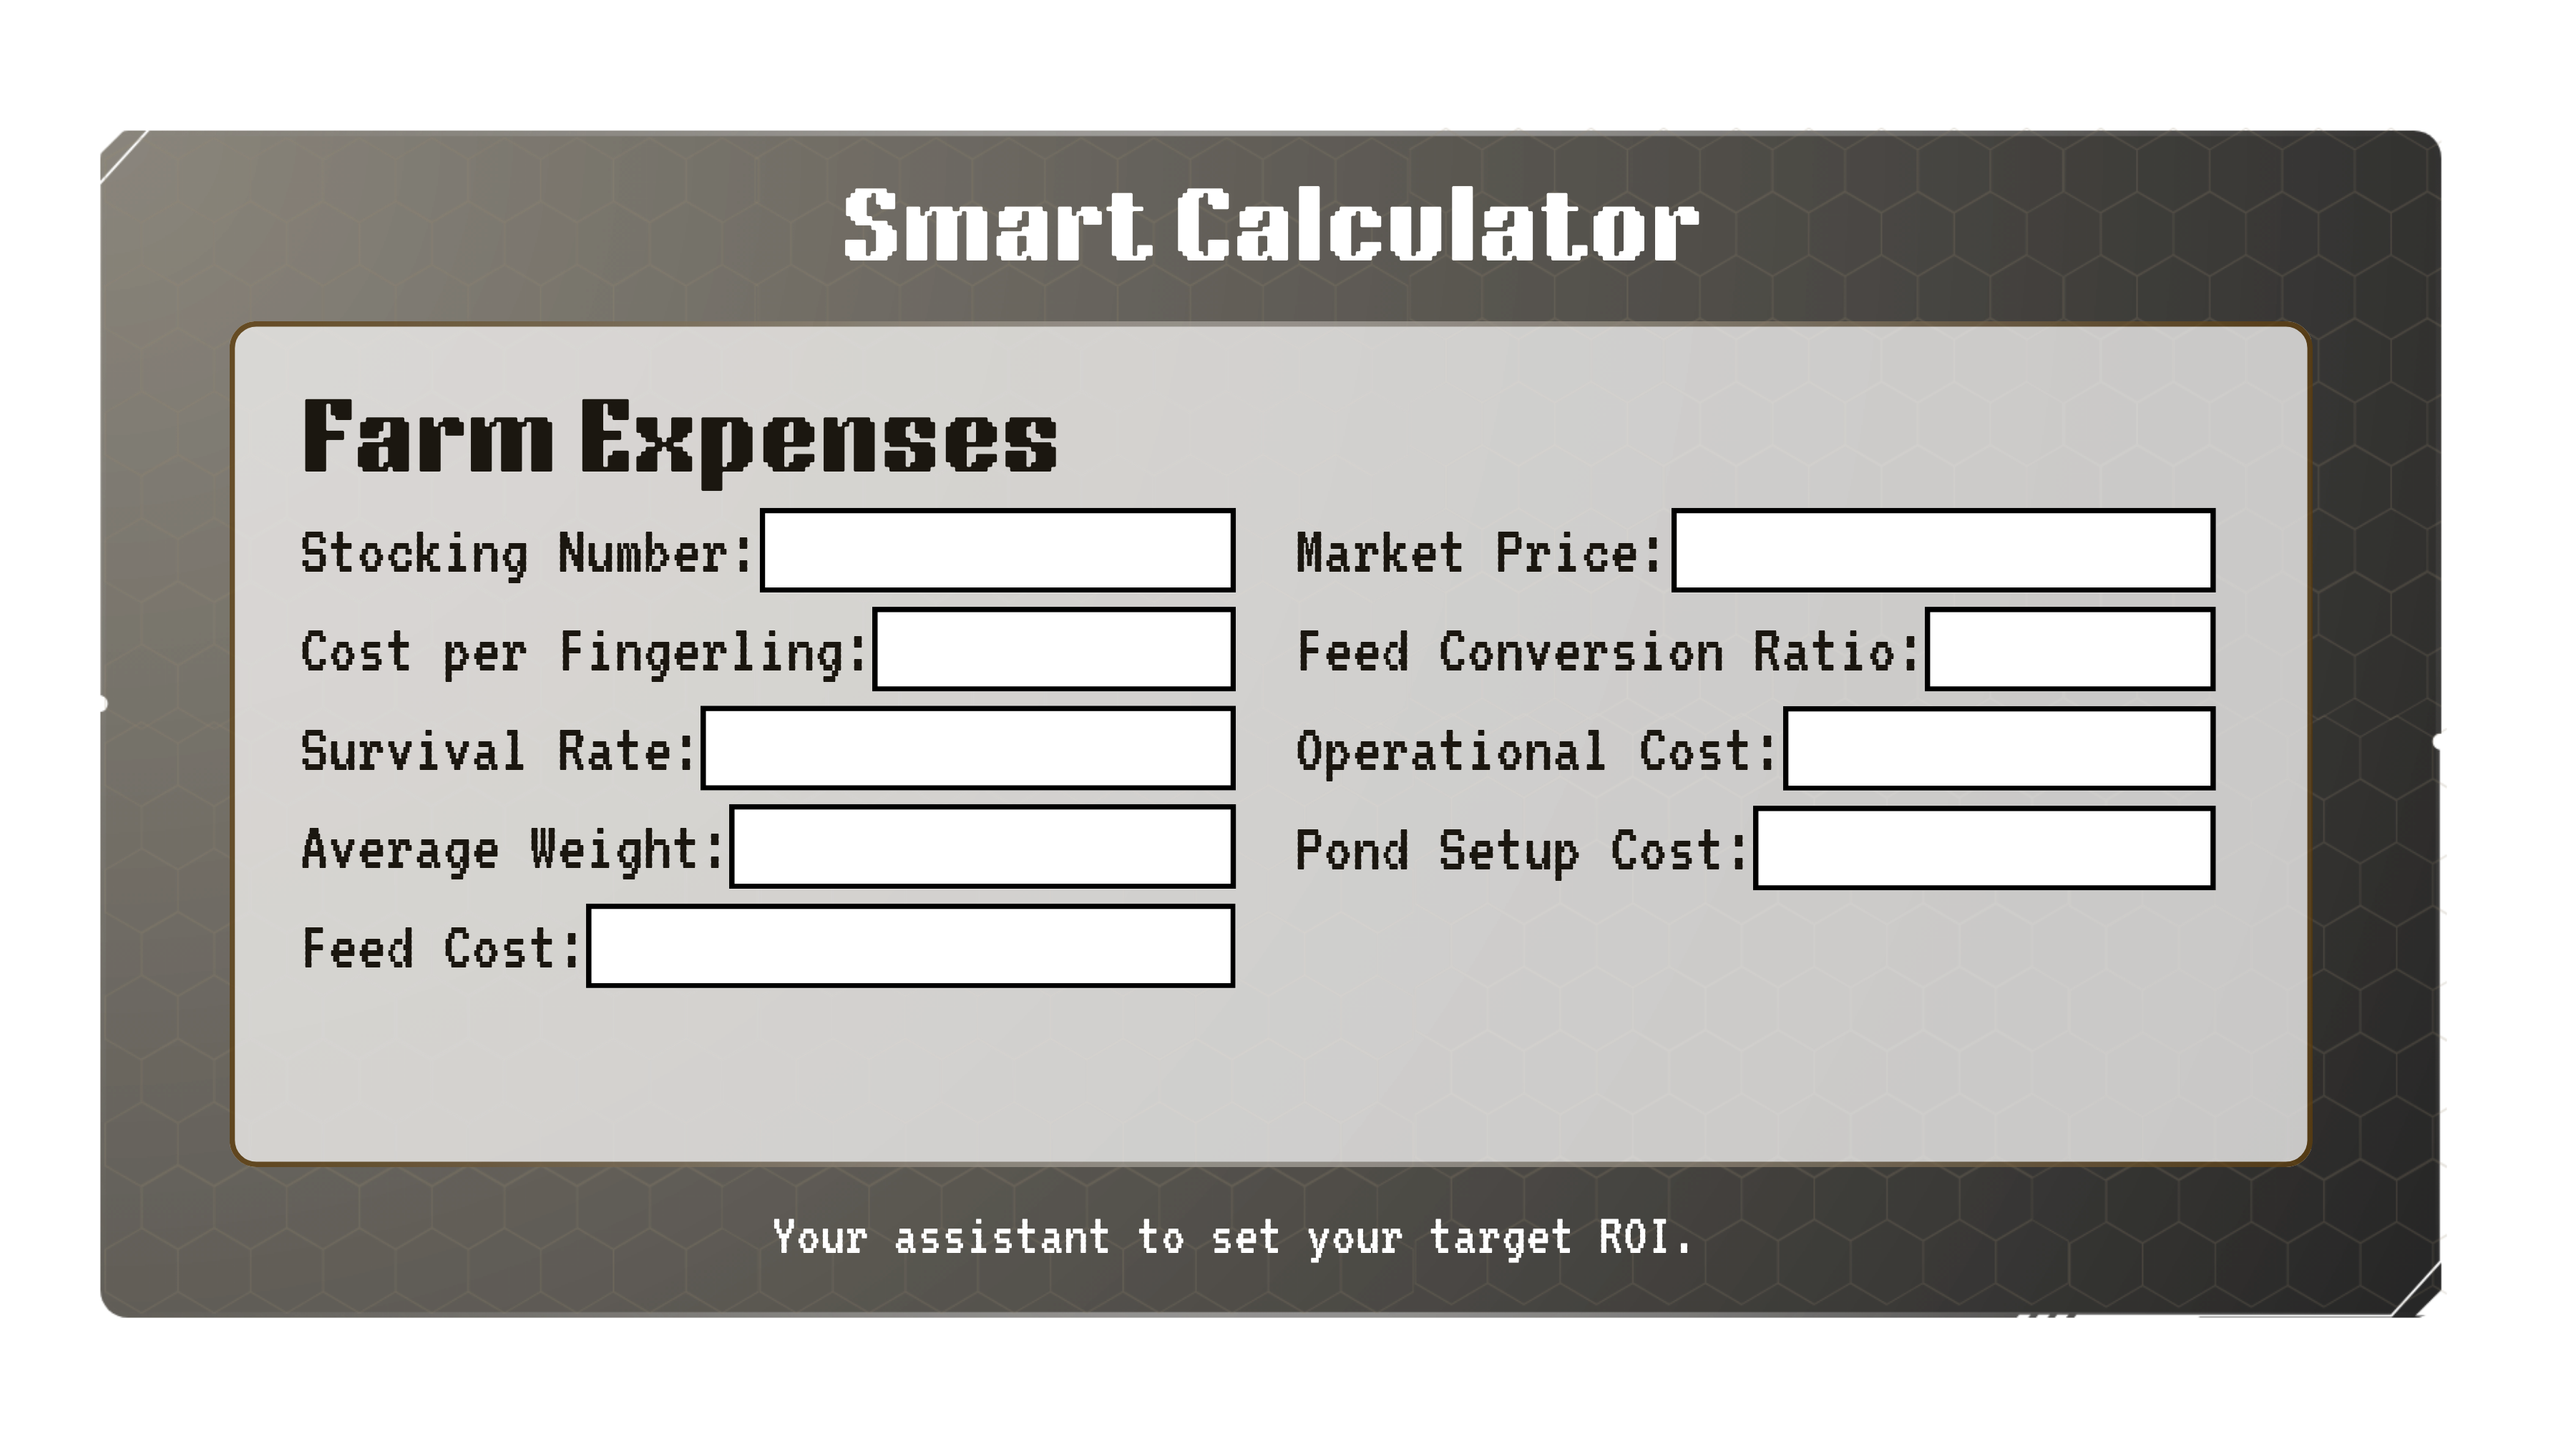 Smart Calculator
Farm Expenses
Stocking Number:
Cost per Fingerling:
Survival Rate:
Average Weight:
Feed Cost:
Market Price:
Feed Conversion Ratio:
Operational Cost:
Pond Setup Cost:
Your assistant to set your target ROI.